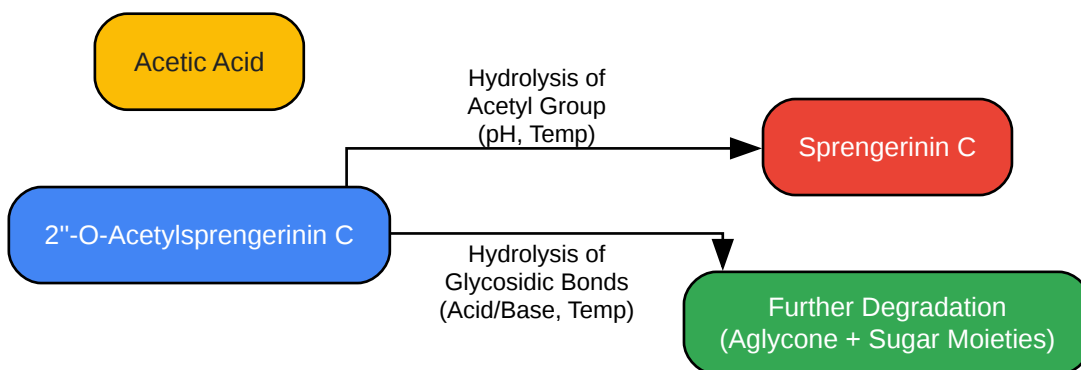 Acetic Acid
Hydrolysis of
Acetyl Group
(pH, Temp)
Sprengerinin C
2"-O-Acetylsprengerinin C
Hydrolysis of
Glycosidic Bonds
(Acid/Base, Temp)
Further Degradation
(Aglycone + Sugar Moieties)